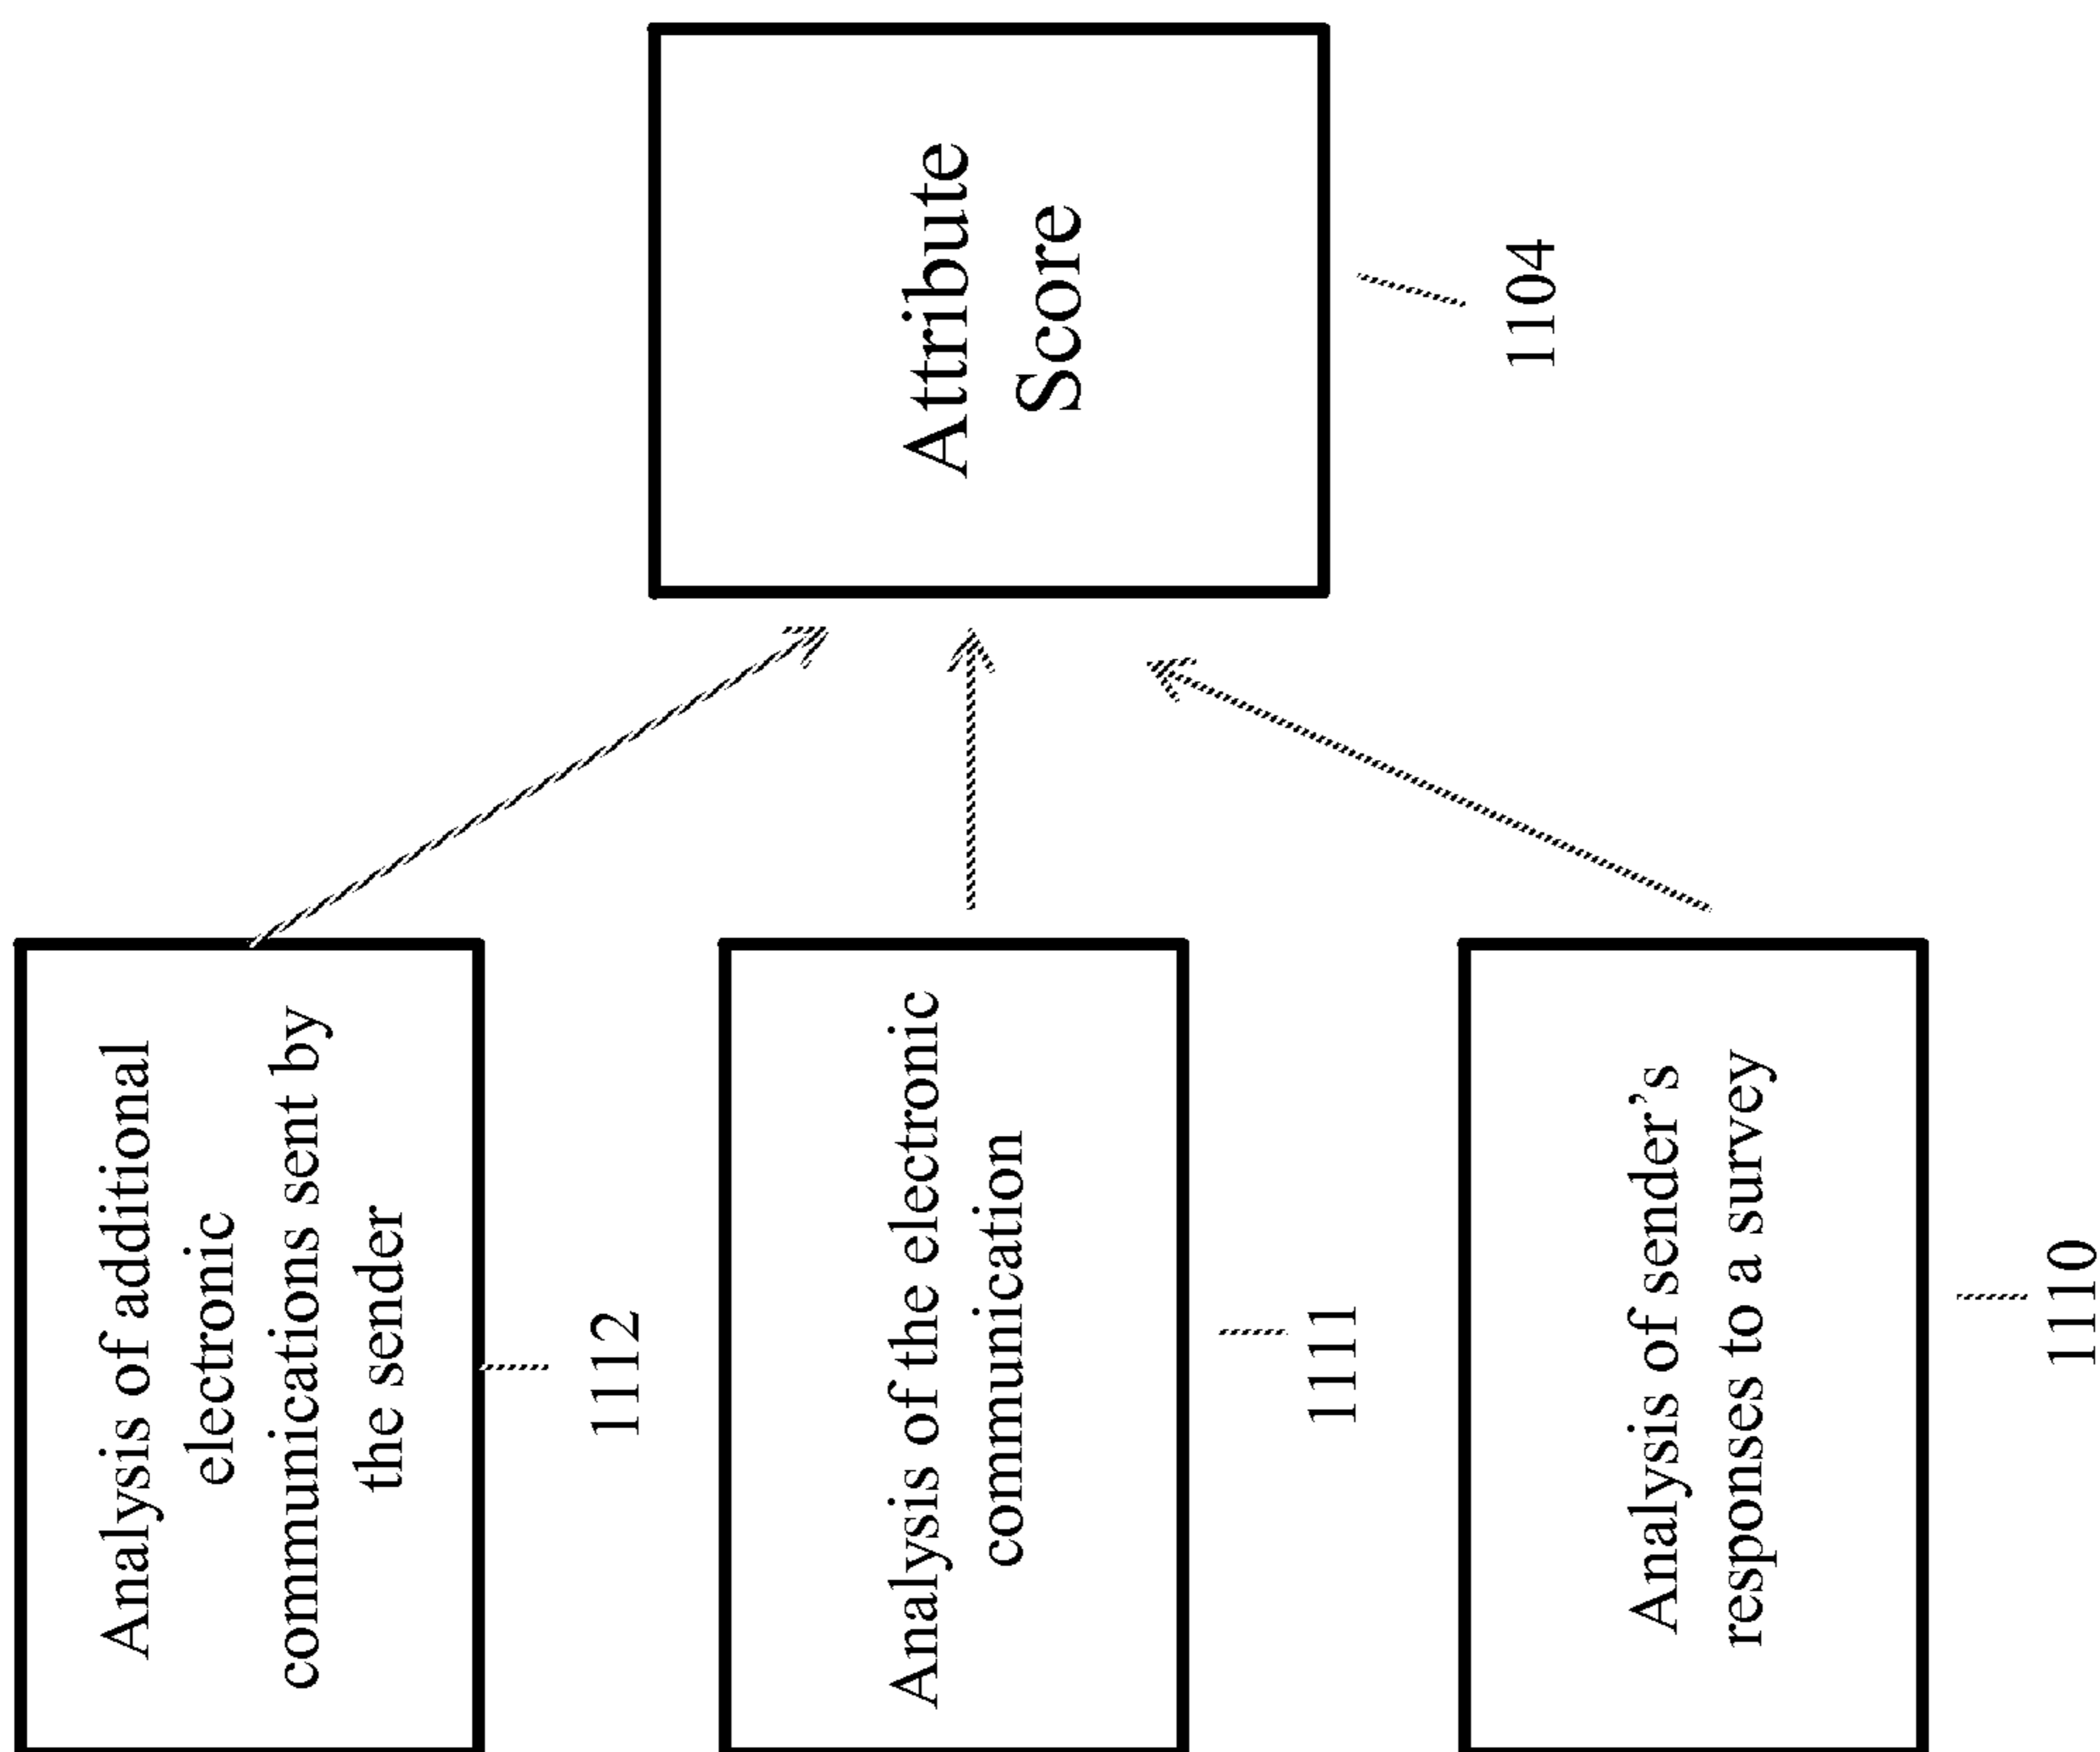 Analysis of additional
electronic
communications sent by
the sender
1112
Analysis of the electronic
communication
1111
Analysis of sender's
responses to a survey
1110
Attribute
Score
1104